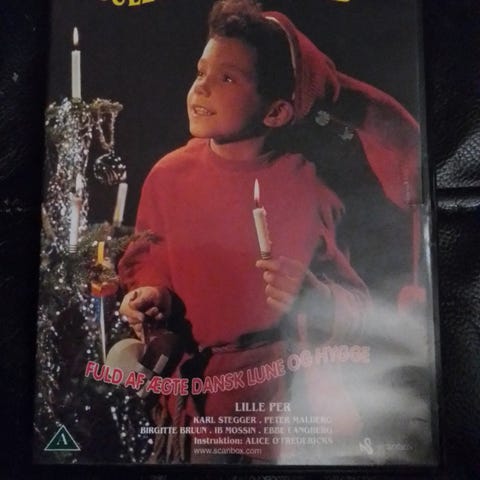 FULD AF ÆGTE DANSK LUNE OG HYGGE
LILLE PER
KARL STEGGER . PETER MALBERG
BIRGITTE BRUUN . IB MOSSIN . EBBE LANGBERG
Instruktion: ALICE O'FREDERICKS
www.scanbox.com
scanbox
A